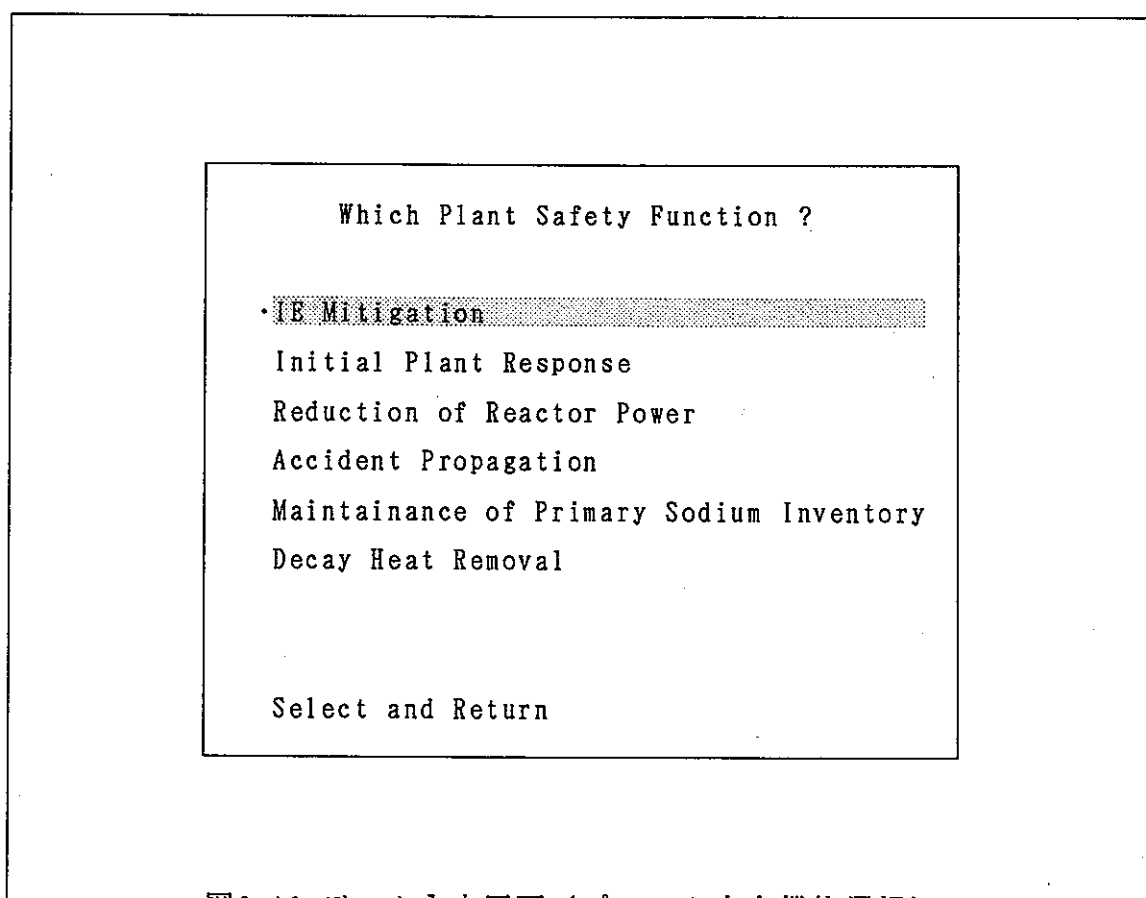 Which Plant Safety Function ?
・IE Mitigation
Initial Plant Response
Reduction of Reactor Power
Accident Propagation
Maintainance of Primary Sodium Inventory
Decay Heat Removal
Select and Return